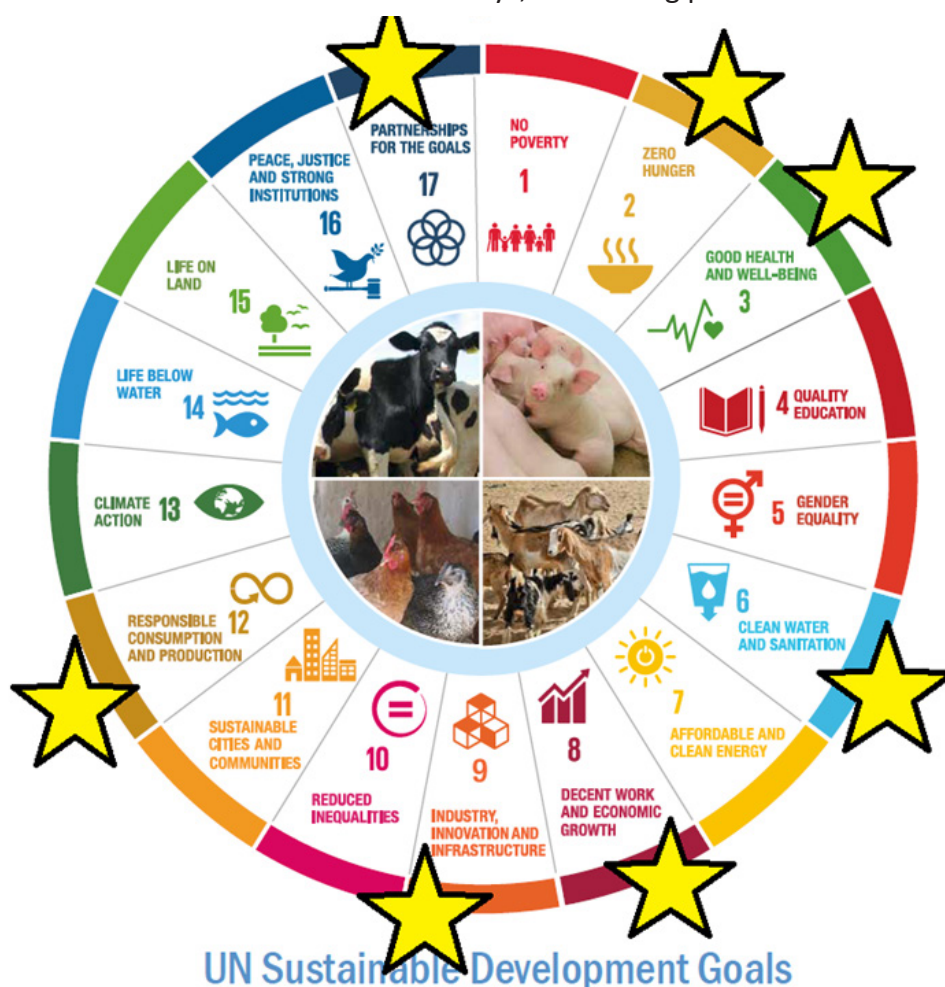 NO
POVERTY
1
ZERO
HUNGER
2
GOOD HEALTH
AND WELL-BEING
3
4 QUALITY
EDUCATION
5 GENDER
EQUALITY
6
CLEAN WATER
AND SANITATION
7
AFFORDABLE AND
CLEAN ENERGY
8
DECENT WORK
AND ECONOMIC
GROWTH
9
INDUSTRY,
INNOVATION AND
INFRASTRUCTURE
10
REDUCED
INEQUALITIES
11
SUSTAINABLE
CITIES AND
COMMUNITIES
RESPONSIBLE 12
CONSUMPTION
AND PRODUCTION
CLIMATE 13
ACTION
LIFE BELOW
WATER 14
LIFE ON
LAND 15
PEACE, JUSTICE
AND STRONG
INSTITUTIONS
16
PARTNERSHIPS
FOR THE GOALS
17
UN Sustainable Development Goals